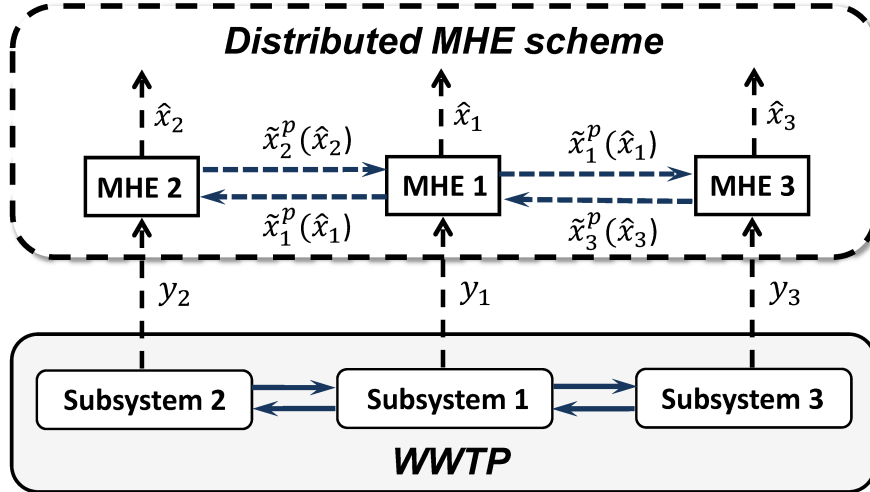 Distributed MHE scheme
x̂₂ x̂₁ x̂₃
x̃₂ᵖ(x̂₂) x̃₁ᵖ(x̂₁)
MHE 2 MHE 1 MHE 3
x̃₁ᵖ(x̂₁) x̃₃ᵖ(x̂₃)
y₂ y₁ y₃
Subsystem 2 Subsystem 1 Subsystem 3
WWTP